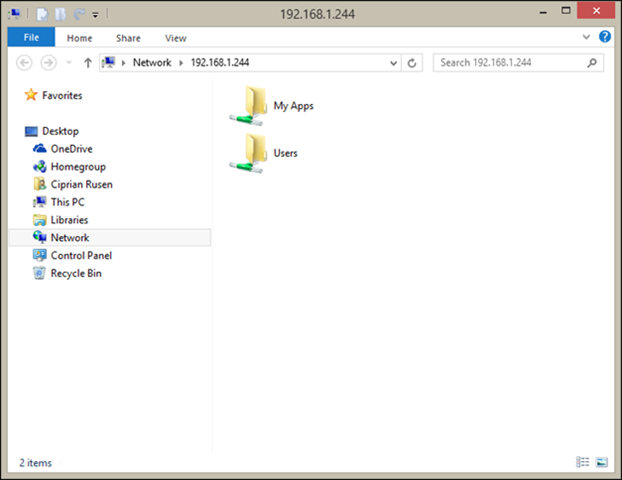 192.168.1.244
File Home Share View
Network 192.168.1.244 Search 192.168.1.244
Favorites
Desktop
OneDrive
Homegroup
Ciprian Rusen
This PC
Libraries
Network
Control Panel
Recycle Bin
My Apps
Users
2 items